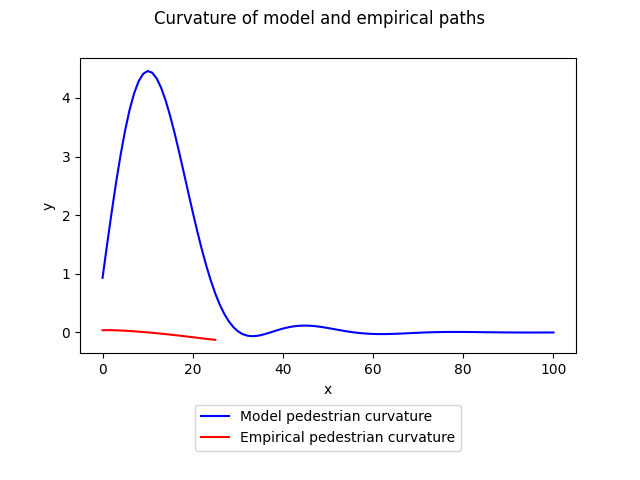 Curvature of model and empirical paths
4
3
2
1
0
y
0 20 40 60 80 100
x
Model pedestrian curvature
Empirical pedestrian curvature